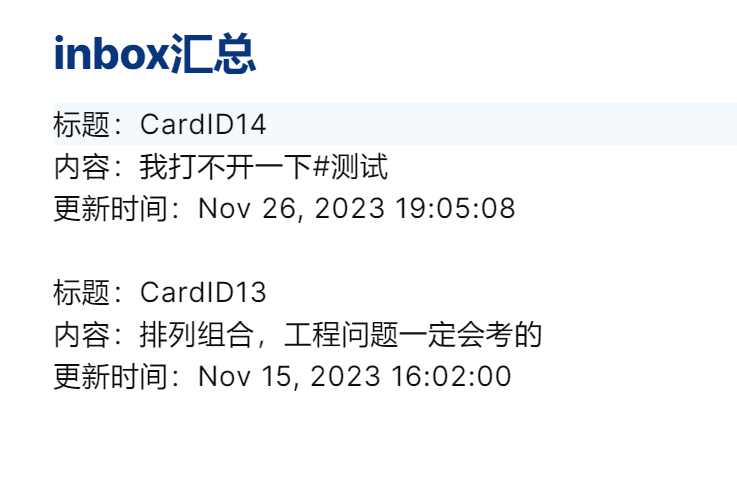 inbox汇总
标题：CardID14
内容：我打不开一下#测试
更新时间：Nov 26, 2023 19:05:08
标题：CardID13
内容：排列组合，工程问题一定会考的
更新时间：Nov 15, 2023 16:02:00